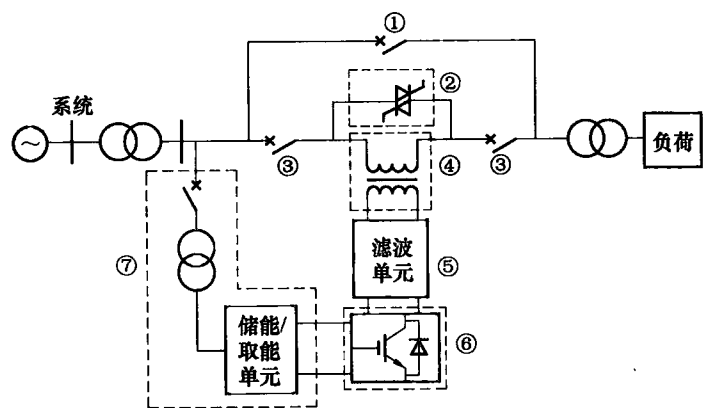 ①
②
系统
~
③
④
③
负荷
滤波
单元
⑤
⑦
储能/
取能
单元
⑥